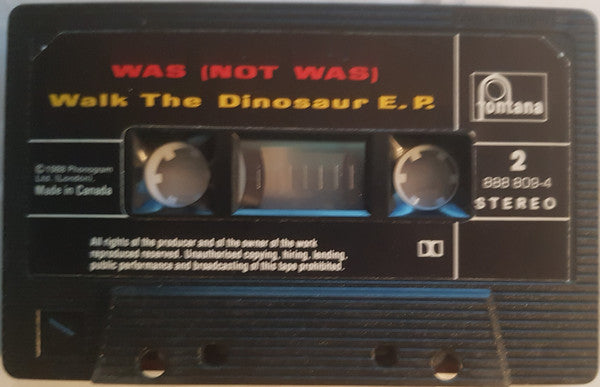 WAS (NOT WAS)
Walk The Dinosaur E.P.
fontana
©1988 Phonogram
Ltd. (London).
Made in Canada
2
888 809-4
STEREO
All rights of the producer and of the owner of the work
reproduced reserved. Unauthorised copying, hiring, lending,
public performance and broadcasting of this tape prohibited.